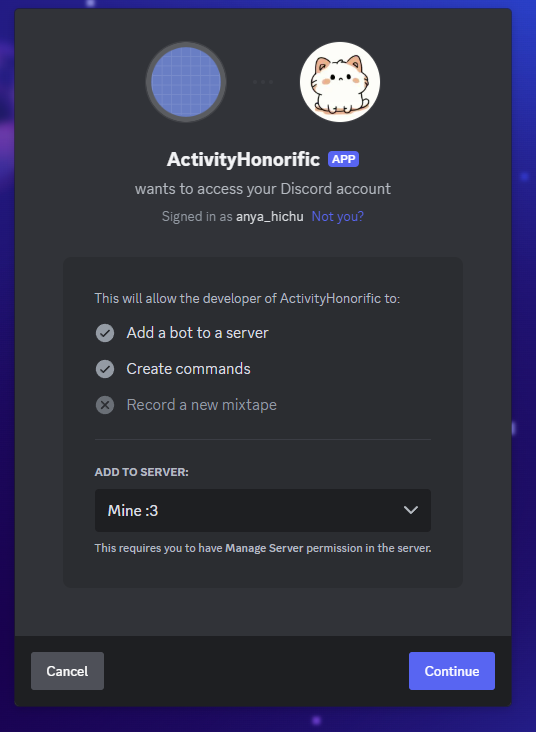 ActivityHonorific APP
wants to access your Discord account
Signed in as anya_hichu Not you?
This will allow the developer of ActivityHonorific to:
Add a bot to a server
Create commands
Record a new mixtape
ADD TO SERVER:
Mine :3
This requires you to have Manage Server permission in the server.
Cancel
Continue